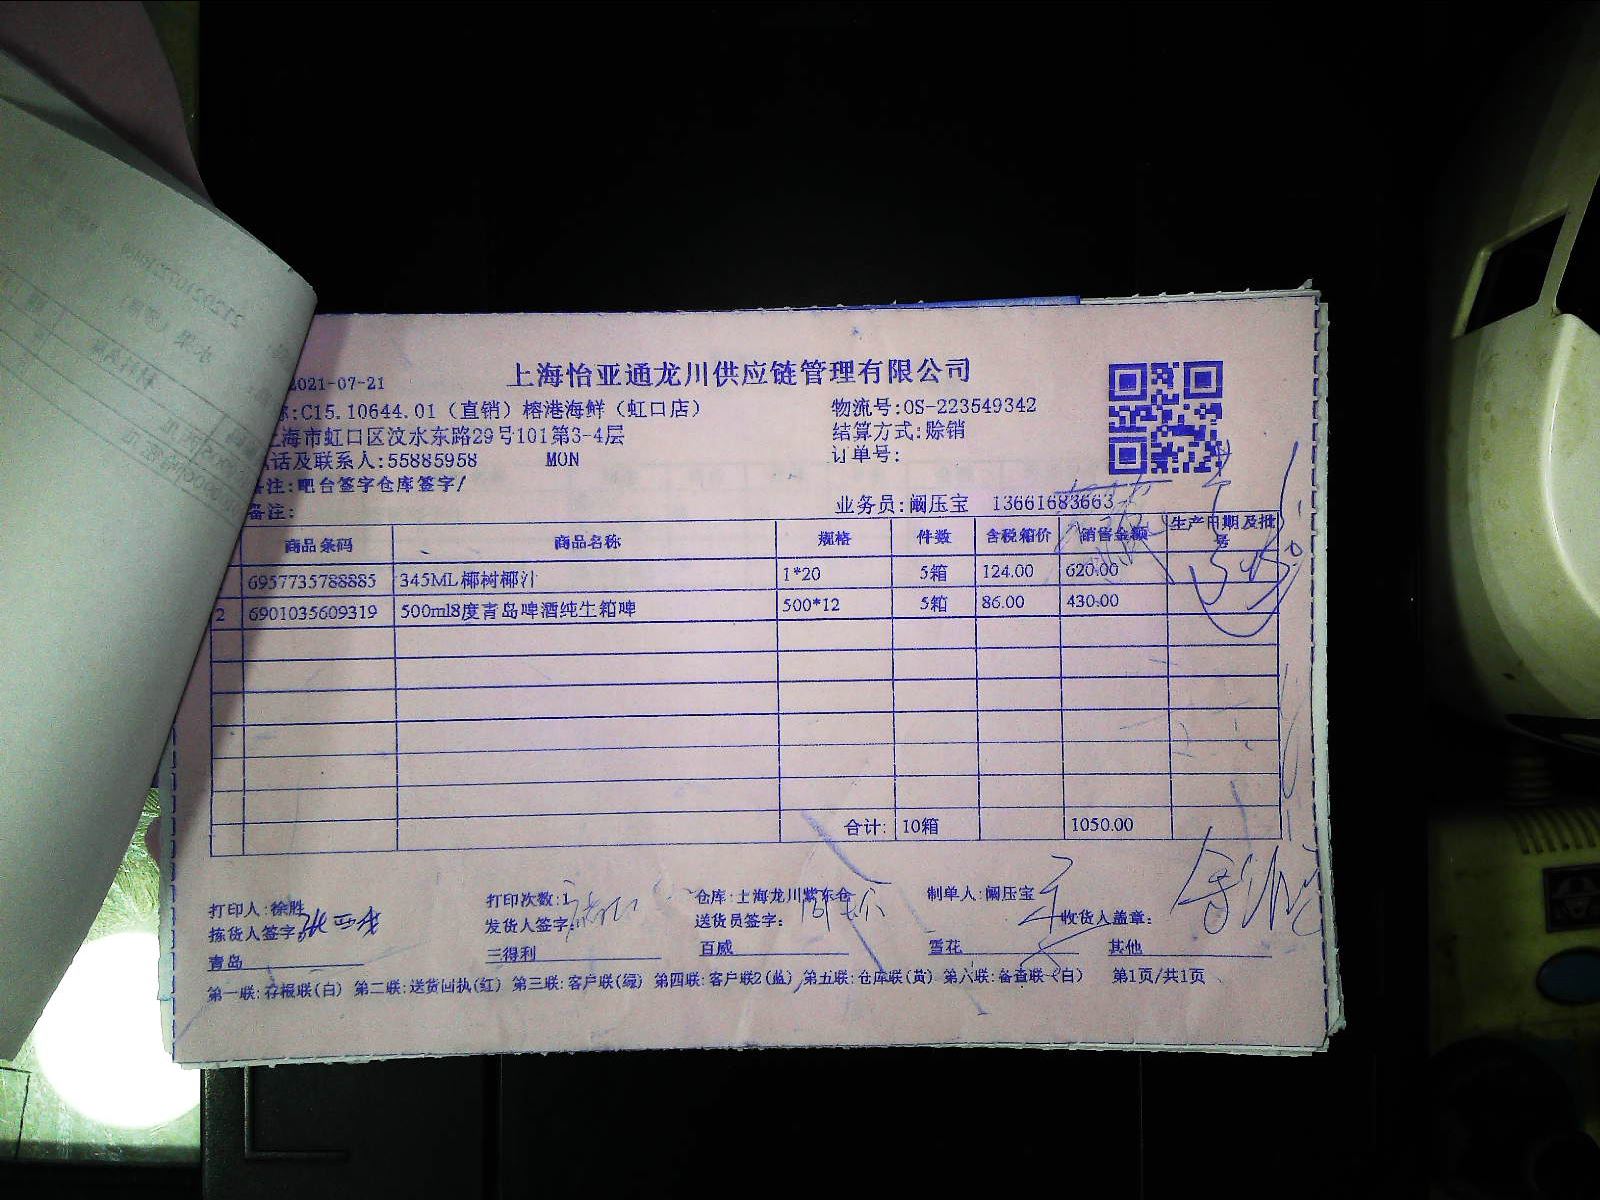 上海怡亚通龙川供应链管理有限公司
2021-07-21
称:C15.10644.01（直销）榕港海鲜（虹口店） 物流号:OS-223549342
上海市虹口区汶水东路29号101第3-4层 结算方式:赊销
电话及联系人:55885958 MON 订单号:
备注:吧台签字仓库签字/
备注: 业务员:阚压宝 13661683663
商品条码 商品名称 规格 件数 含税箱价 销售金额 生产日期及批号
6957735788885 345ML椰树椰汁 1*20 5箱 124.00 620.00
2 6901035609319 500ml8度青岛啤酒纯生箱啤 500*12 5箱 86.00 430.00
合计: 10箱 1050.00
打印人:徐胜 打印次数:1 仓库:上海龙川紫东仓 制单人:阚压宝
拣货人签字: 发货人签字: 送货员签字: 收货人盖章:
青岛 三得利 百威 雪花 其他
第一联:存根联(白) 第二联:送货回执(红) 第三联:客户联(绿) 第四联:客户联2(蓝) 第五联:仓库联(黄) 第六联:备查联(白) 第1页/共1页